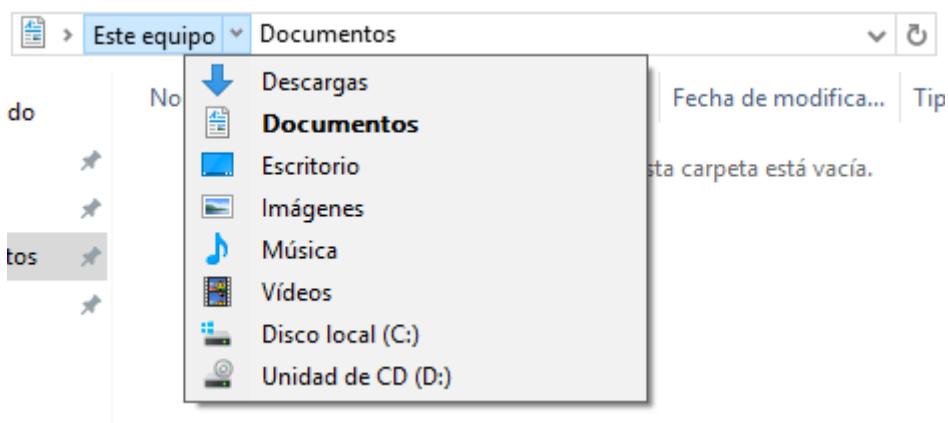 Este equipo Documentos
do
No
Fecha de modifica... Tip
sta carpeta está vacía.
tos
Descargas
Documentos
Escritorio
Imágenes
Música
Vídeos
Disco local (C:)
Unidad de CD (D:)